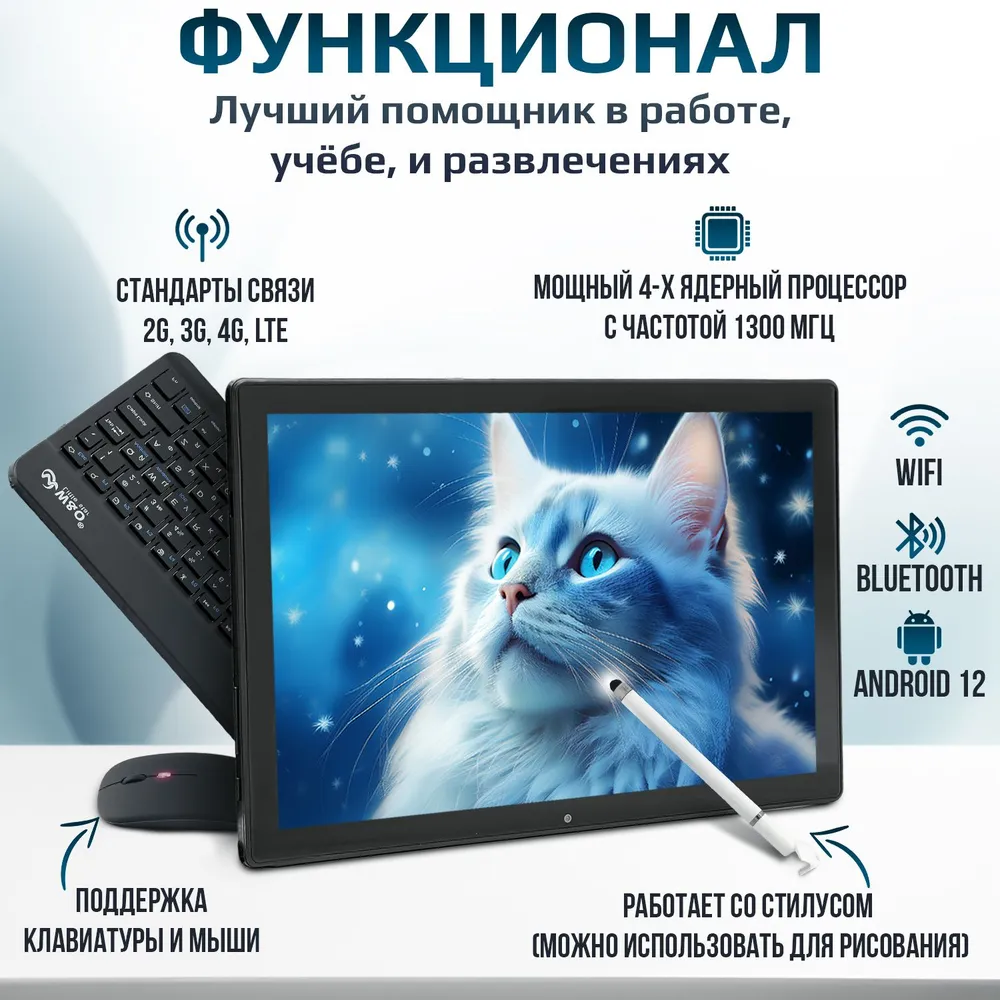 ФУНКЦИОНАЛ
Лучший помощник в работе,
учёбе, и развлечениях
СТАНДАРТЫ СВЯЗИ
2G, 3G, 4G, LTE
МОЩНЫЙ 4-Х ЯДЕРНЫЙ ПРОЦЕССОР
С ЧАСТОТОЙ 1300 МГЦ
WIFI
BLUETOOTH
ANDROID 12
ПОДДЕРЖКА
КЛАВИАТУРЫ И МЫШИ
РАБОТАЕТ СО СТИЛУСОМ
(МОЖНО ИСПОЛЬЗОВАТЬ ДЛЯ РИСОВАНИЯ)